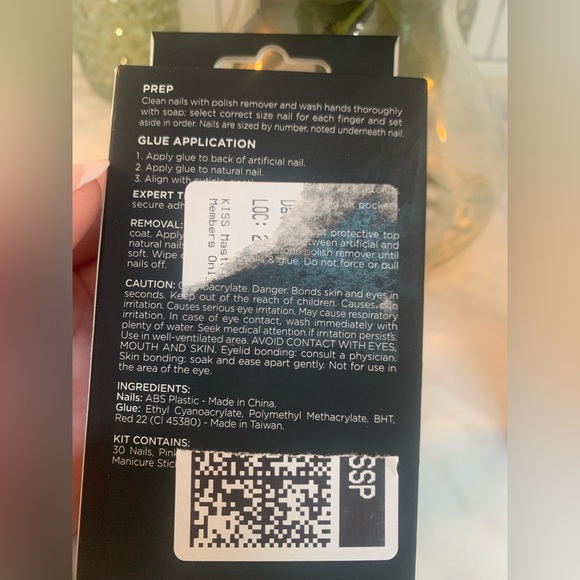 PREP
Clean nails with polish remover and wash hands thoroughly
with soap; select correct size nail for each finger and set
aside in order. Nails are sized by number, noted underneath nail.
GLUE APPLICATION
1. Apply glue to back of artificial nail.
2. Apply glue to natural nail.
3. Align with
EXPERT T
secure adh
pocket
KISS Mast
Members Onl
LOC: 2
REMOVAL:
protective top
coat. Apply
between artificial and
natural nails
polish remover until
soft. Wipe
& glue. Do not force or pull
nails off.
CAUTION: Cyanoacrylate. Danger. Bonds skin and eyes in
seconds. Keep out of the reach of children. Causes skin
irritation. Causes serious eye irritation. May cause respiratory
irritation. In case of eye contact, wash immediately with
plenty of water. Seek medical attention if irritation persists.
Use in well-ventilated area. AVOID CONTACT WITH EYES,
MOUTH AND SKIN. Eyelid bonding: consult a physician.
Skin bonding: soak and ease apart gently. Not for use in
the area of the eye.
INGREDIENTS:
Nails: ABS Plastic - Made in China.
Glue: Ethyl Cyanoacrylate, Polymethyl Methacrylate, BHT,
Red 22 (CI 45380) - Made in Taiwan.
KIT CONTAINS:
30 Nails, Pink
Manicure Stic
SSP